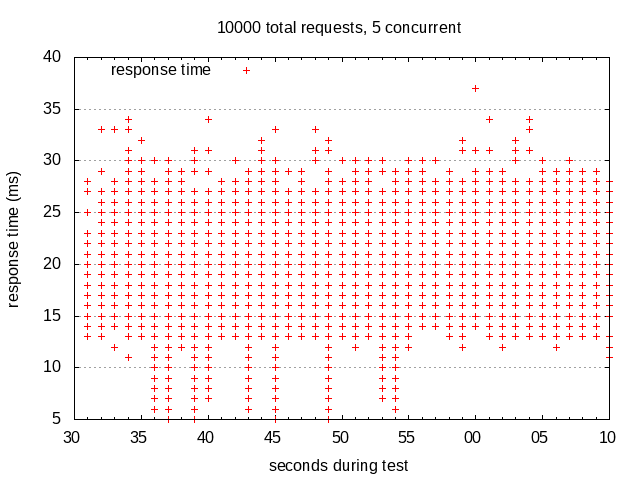 10000 total requests, 5 concurrent
40
response time
35
30
25
20
15
10
5
response time (ms)
30 35 40 45 50 55 00 05 10
seconds during test